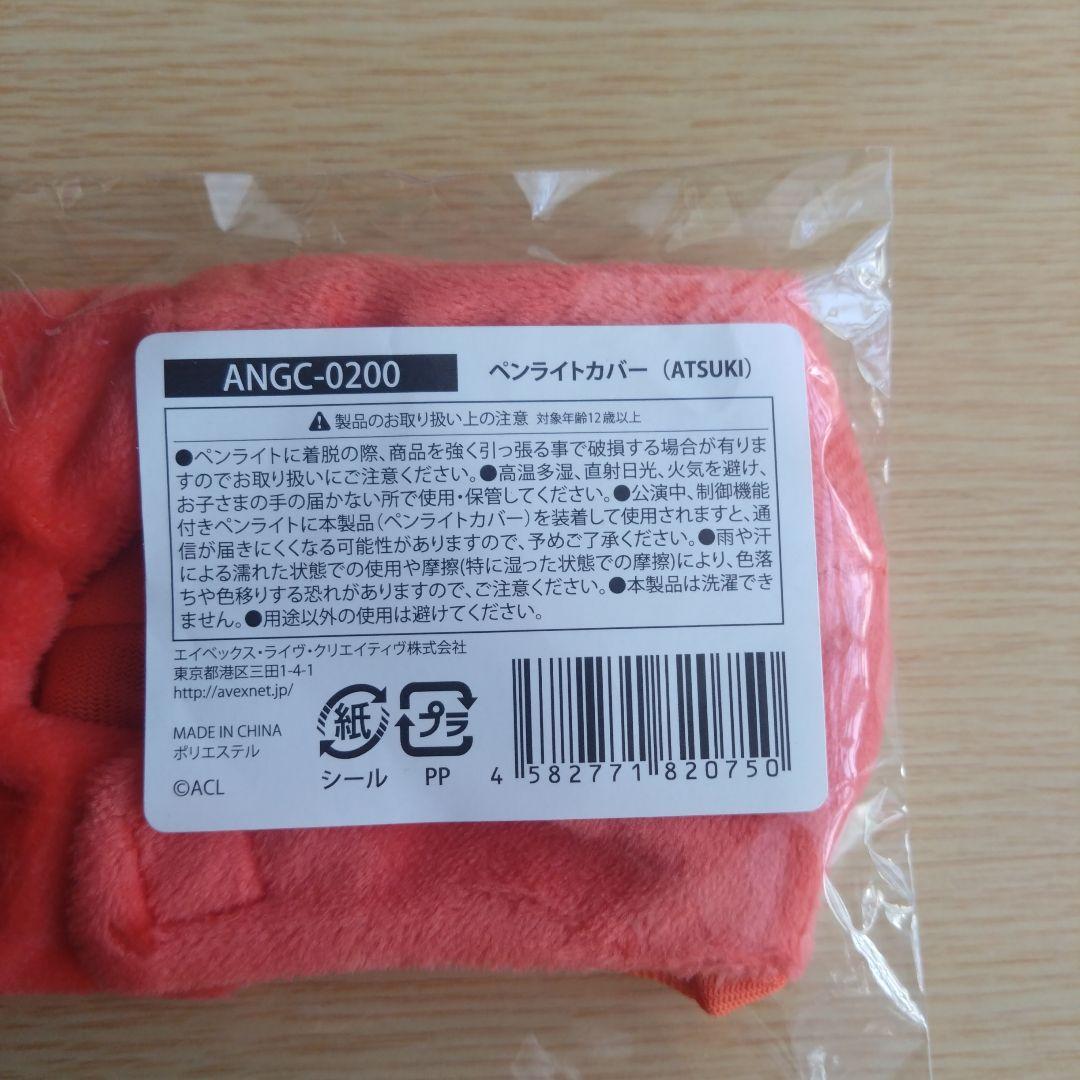 ANGC-0200 ペンライトカバー（ATSUKI）
⚠ 製品のお取り扱い上の注意 対象年齢12歳以上
●ペンライトに着脱の際、商品を強く引っ張る事で破損する場合が有りま
すのでお取り扱いにご注意ください。●高温多湿、直射日光、火気を避け、
お子さまの手の届かない所で使用・保管してください。●公演中、制御機能
付きペンライトに本製品（ペンライトカバー）を装着して使用されますと、通
信が届きにくくなる可能性がありますので、予めご了承ください。●雨や汗
による濡れた状態での使用や摩擦(特に湿った状態での摩擦)により、色落
ちや色移りする恐れがありますので、ご注意ください。●本製品は洗濯でき
ません。●用途以外の使用は避けてください。
エイベックス・ライヴ・クリエイティヴ株式会社
東京都港区三田1-4-1
http://avexnet.jp/
MADE IN CHINA
ポリエステル
©ACL
紙
シール
プラ
PP
4 582771 820750